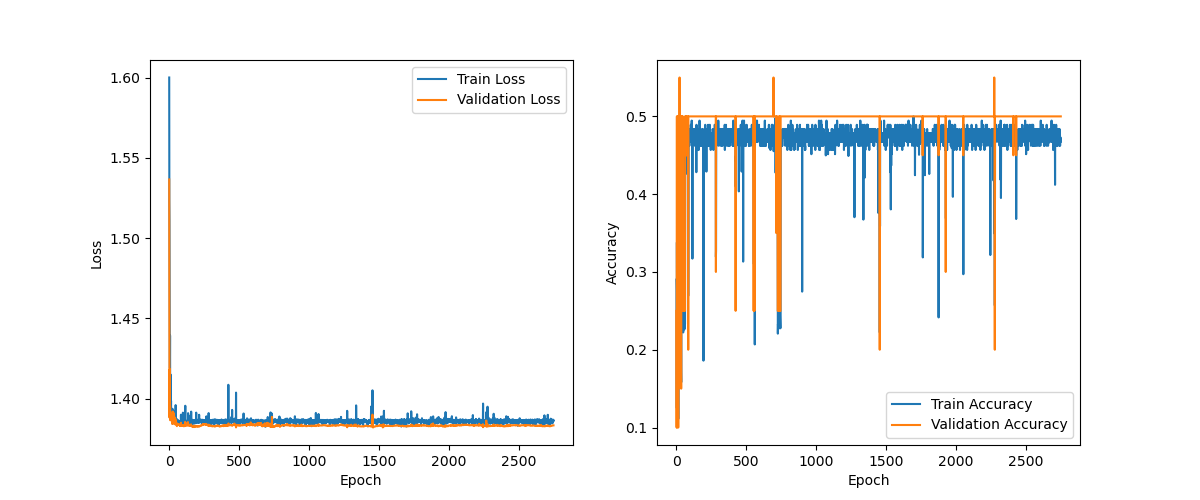 1.60
1.55
1.50
1.45
1.40
Loss
0 500 1000 1500 2000 2500
Epoch
Train Loss
Validation Loss
0.5
0.4
0.3
0.2
0.1
Accuracy
0 500 1000 1500 2000 2500
Epoch
Train Accuracy
Validation Accuracy